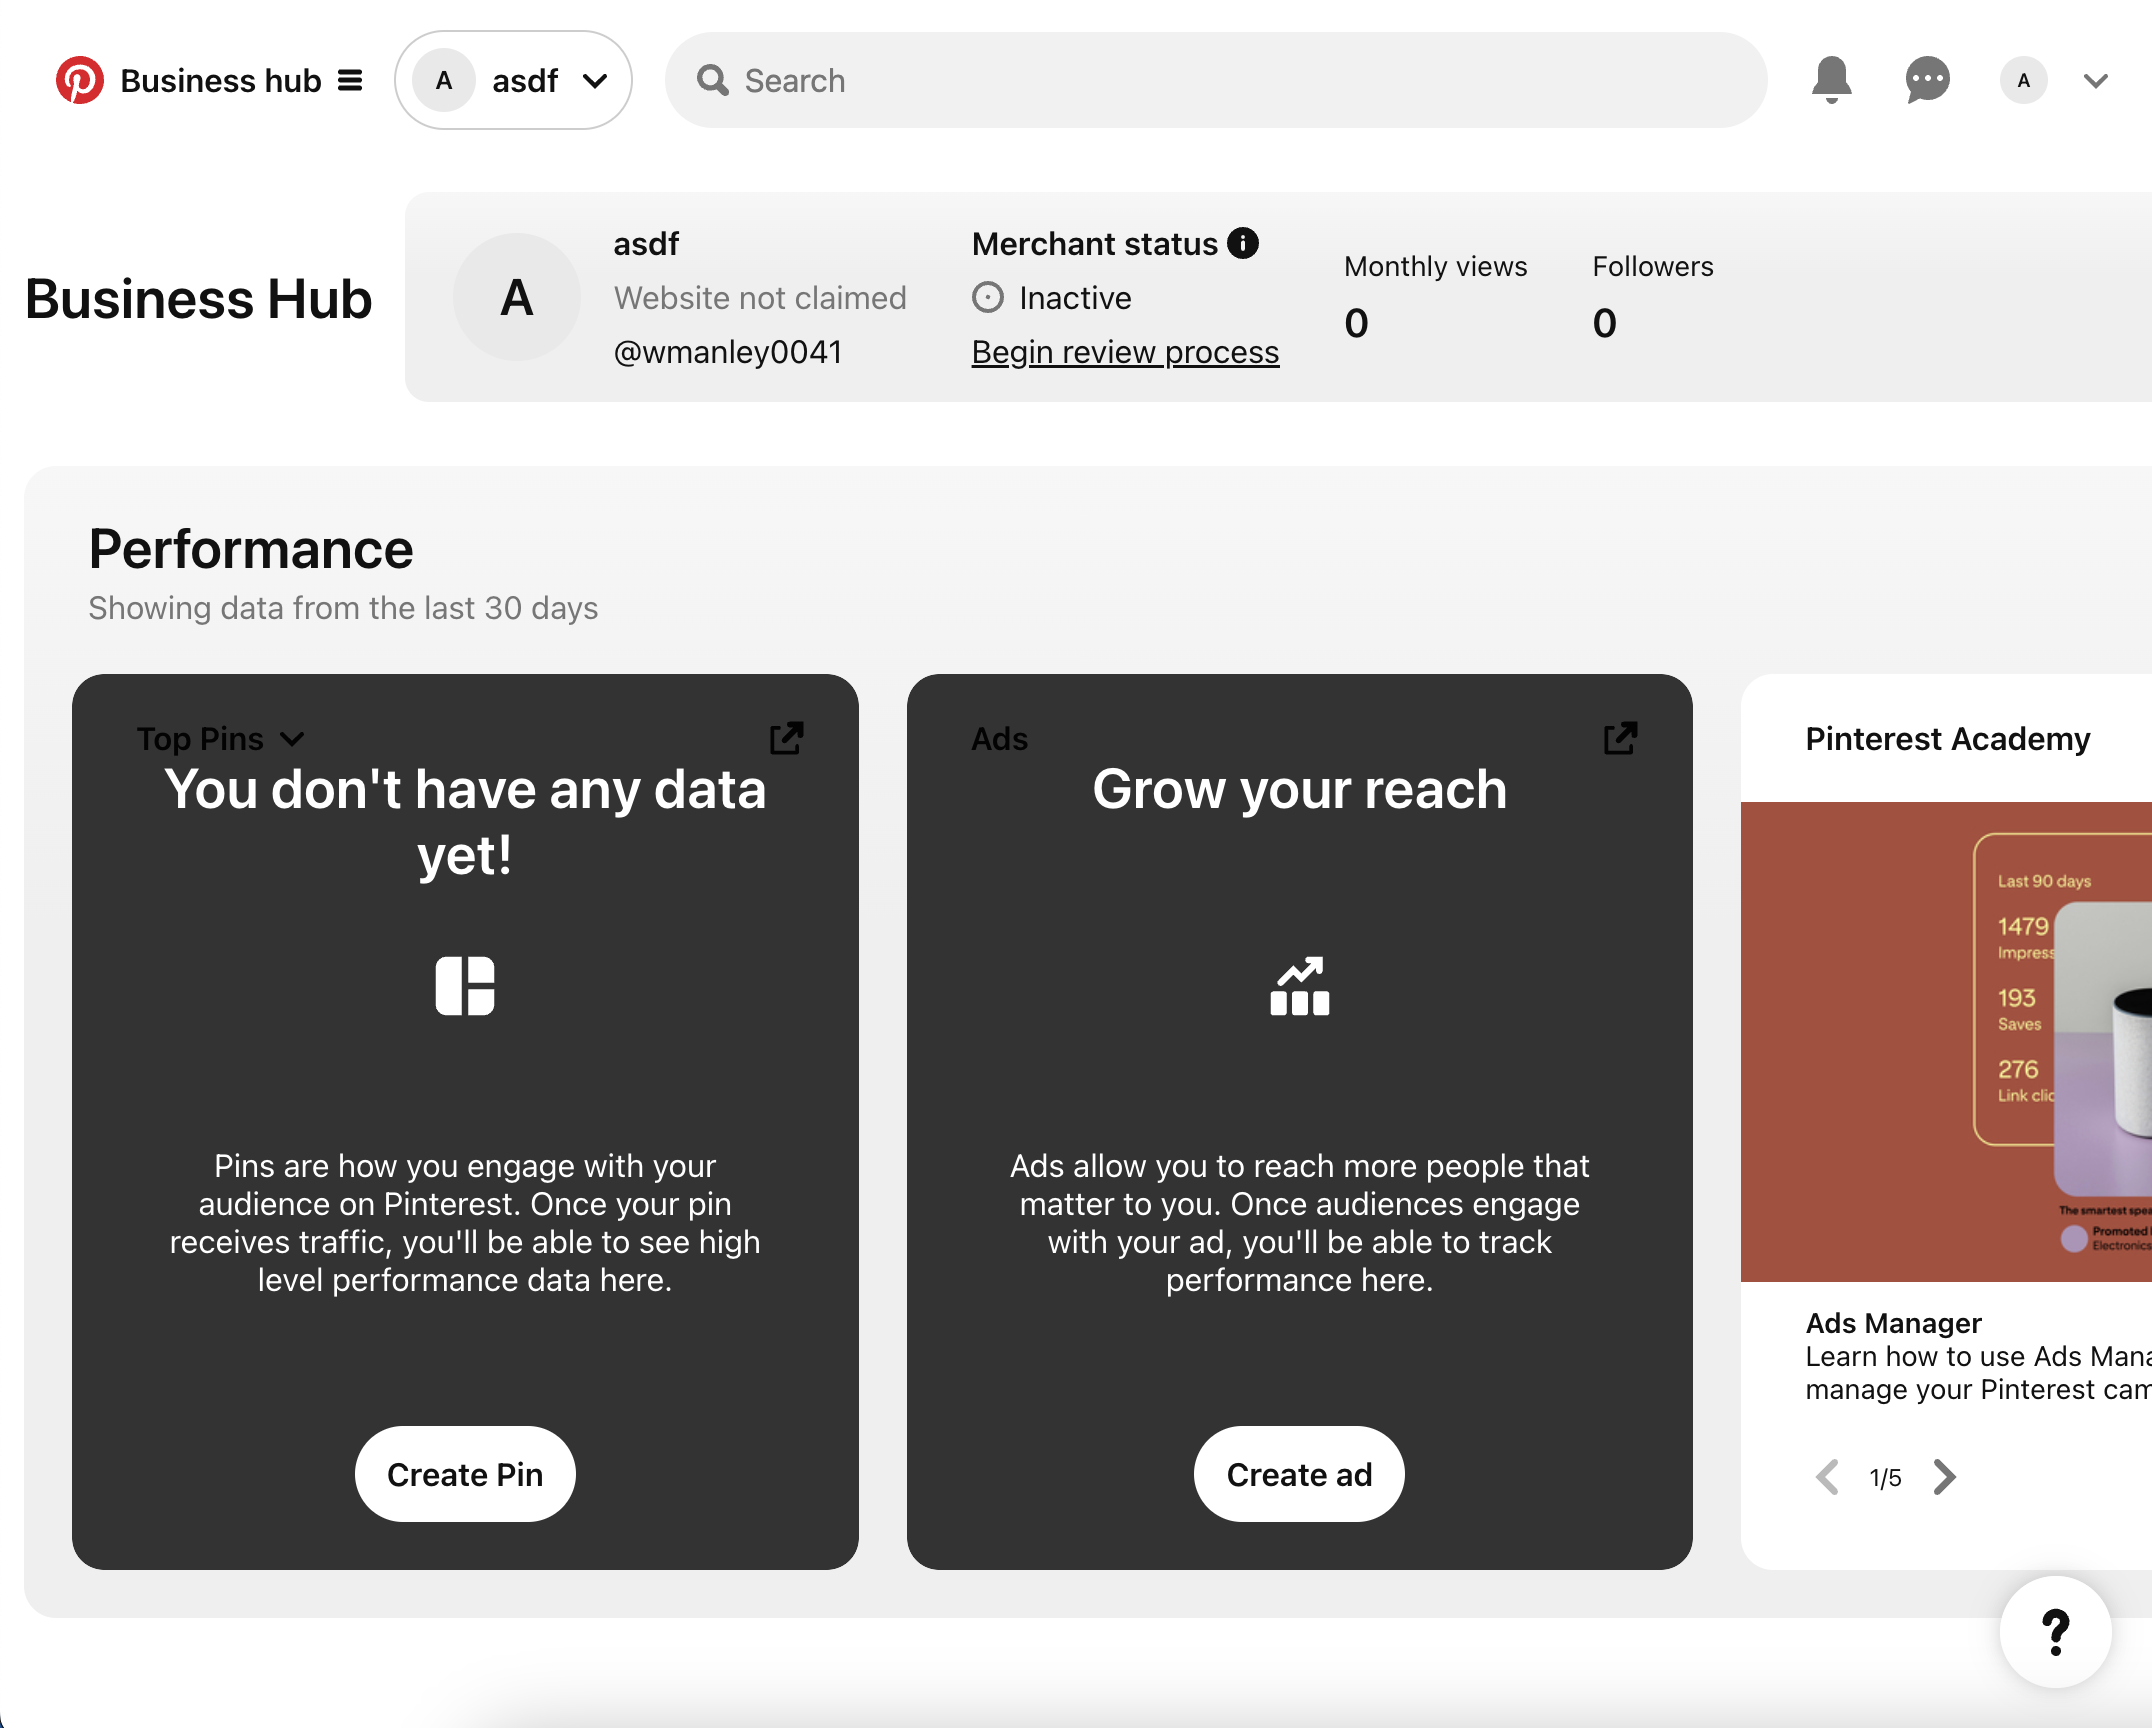 Business hub
A
asdf
Search
A
Business Hub
A
asdf
Website not claimed
@wmanley0041
Merchant status
Inactive
Begin review process
Monthly views
0
Followers
0
Performance
Showing data from the last 30 days
Top Pins
You don't have any data
yet!
Pins are how you engage with your
audience on Pinterest. Once your pin
receives traffic, you'll be able to see high
level performance data here.
Create Pin
Ads
Grow your reach
Ads allow you to reach more people that
matter to you. Once audiences engage
with your ad, you'll be able to track
performance here.
Create ad
Pinterest Academy
Last 90 days
1479
Impress
193
Saves
276
Link clic
The smartest spea
Promoted
Electronics
Ads Manager
Learn how to use Ads Mana
manage your Pinterest cam
1/5
?